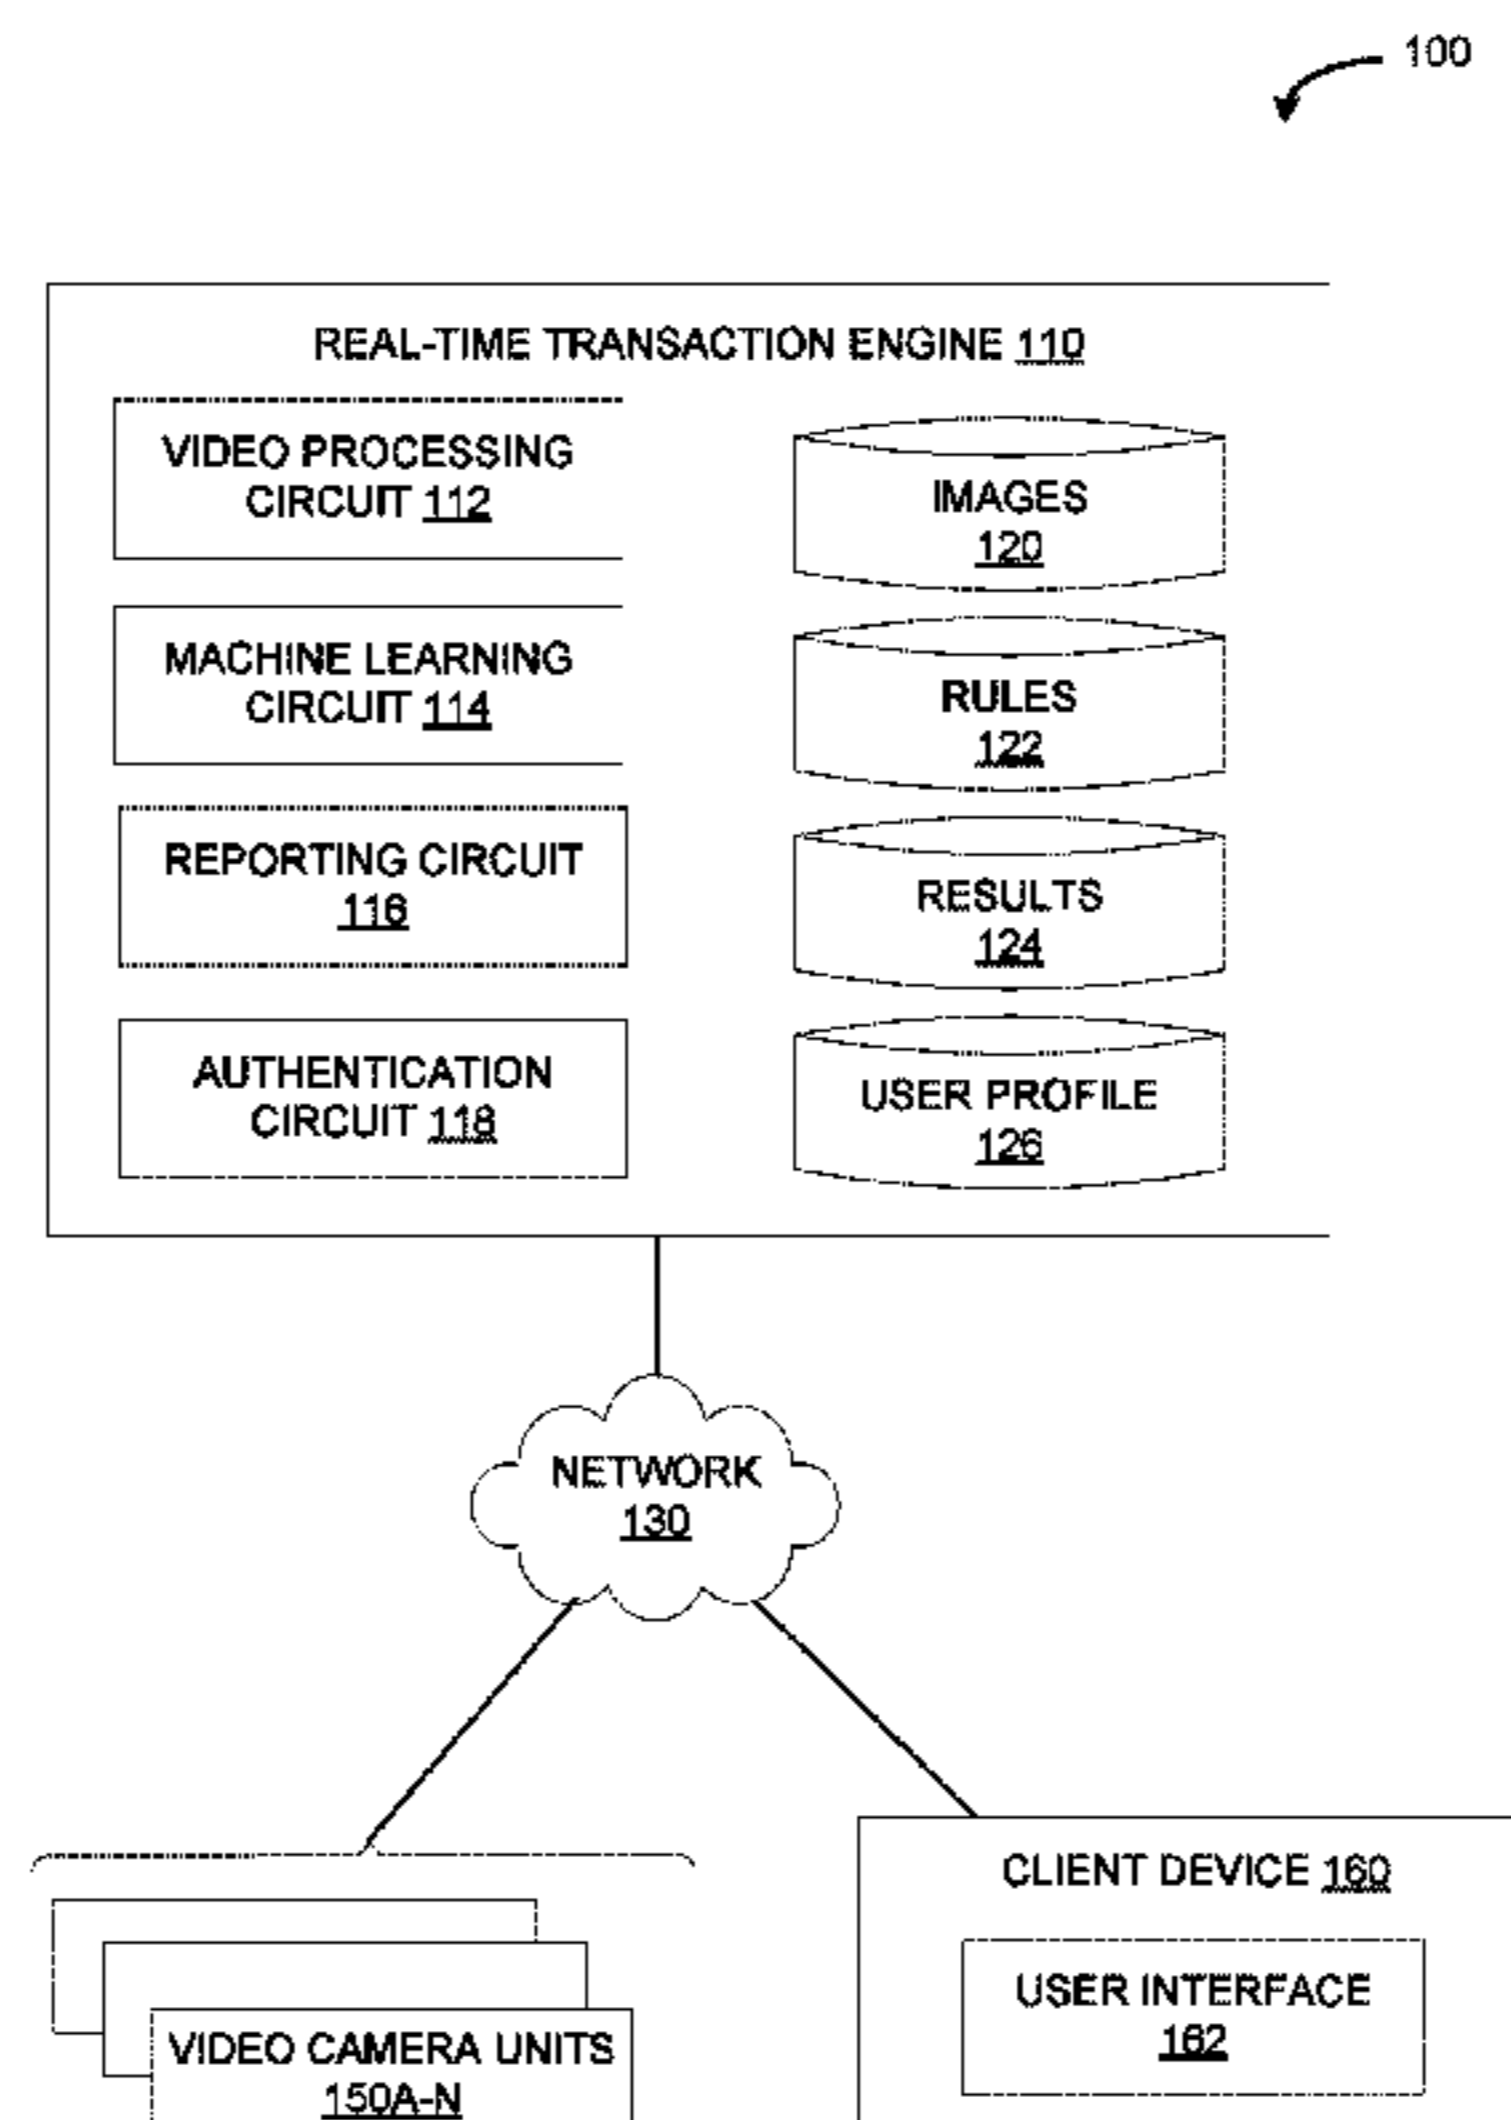 100
REAL-TIME TRANSACTION ENGINE 110
VIDEO PROCESSING
CIRCUIT 112
MACHINE LEARNING
CIRCUIT 114
REPORTING CIRCUIT
116
AUTHENTICATION
CIRCUIT 118
IMAGES
120
RULES
122
RESULTS
124
USER PROFILE
126
NETWORK
130
VIDEO CAMERA UNITS
150A-N
CLIENT DEVICE 160
USER INTERFACE
162